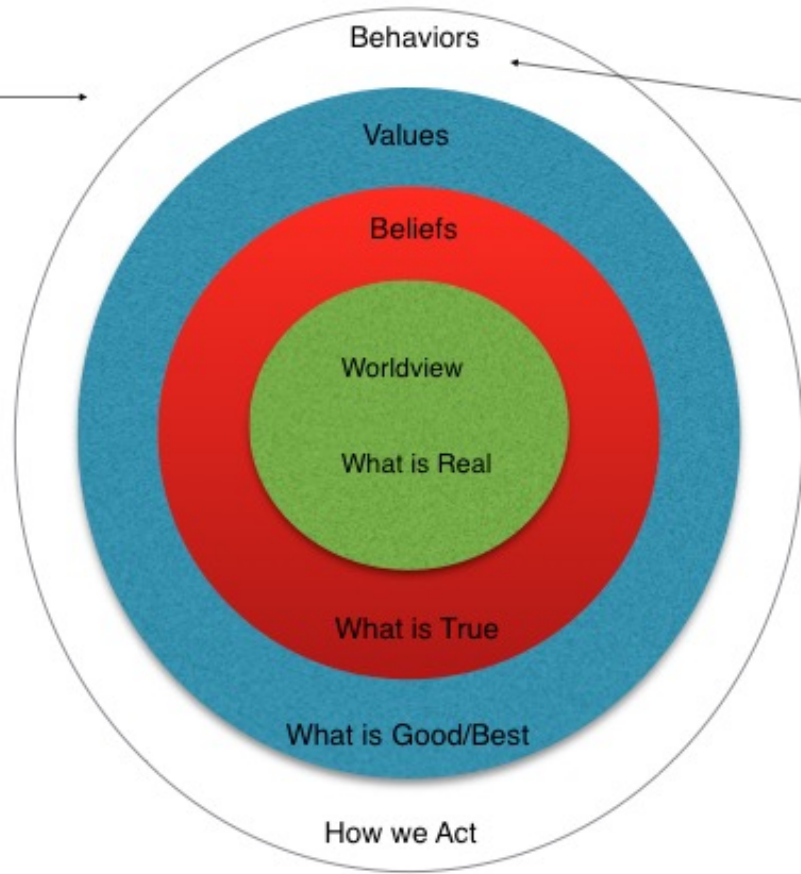 Behaviors
Values
Beliefs
Worldview
What is Real
What is True
What is Good/Best
How we Act